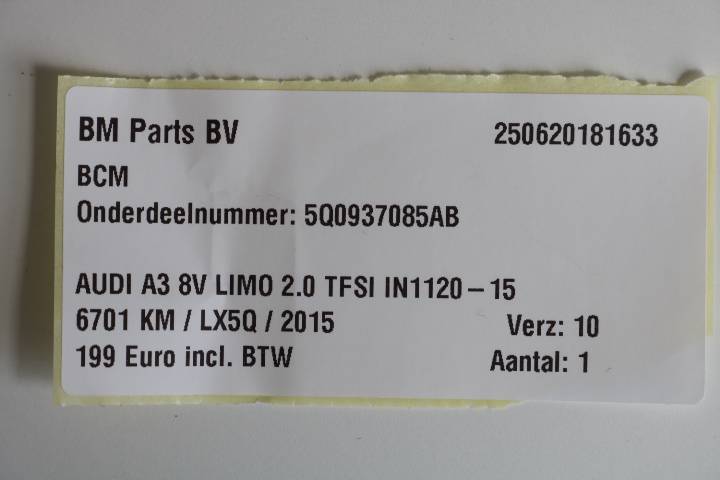 BM Parts BV 250620181633
BCM
Onderdeelnummer: 5Q0937085AB
AUDI A3 8V LIMO 2.0 TFSI IN1120-15
6701 KM / LX5Q / 2015 Verz: 10
199 Euro incl. BTW Aantal: 1